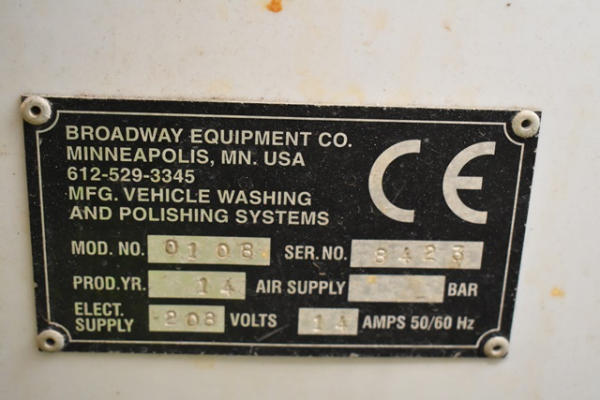 BROADWAY EQUIPMENT CO.
MINNEAPOLIS, MN. USA
612-529-3345
MFG. VEHICLE WASHING
AND POLISHING SYSTEMS
CE
MOD. NO. 0108 SER. NO. 8423
PROD. YR. 14 AIR SUPPLY - BAR
ELECT.
SUPPLY 208 VOLTS 14 AMPS 50/60 Hz